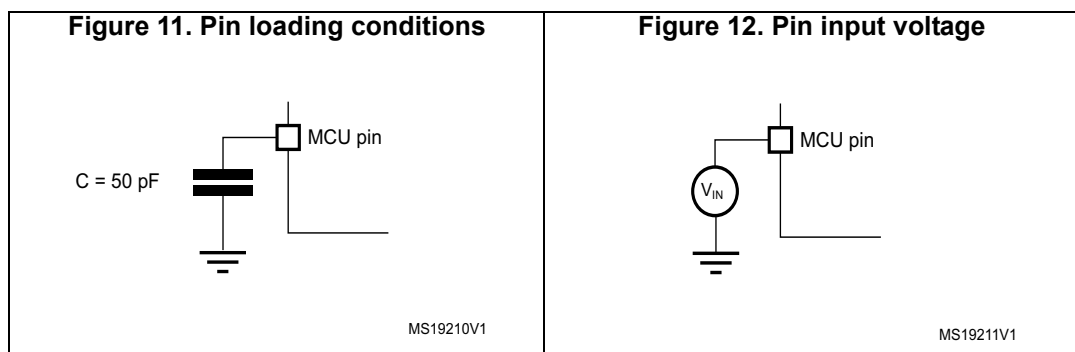 Figure 11. Pin loading conditions
MCU pin
C = 50 pF
MS19210V1
Figure 12. Pin input voltage
MCU pin
VIN
MS19211V1